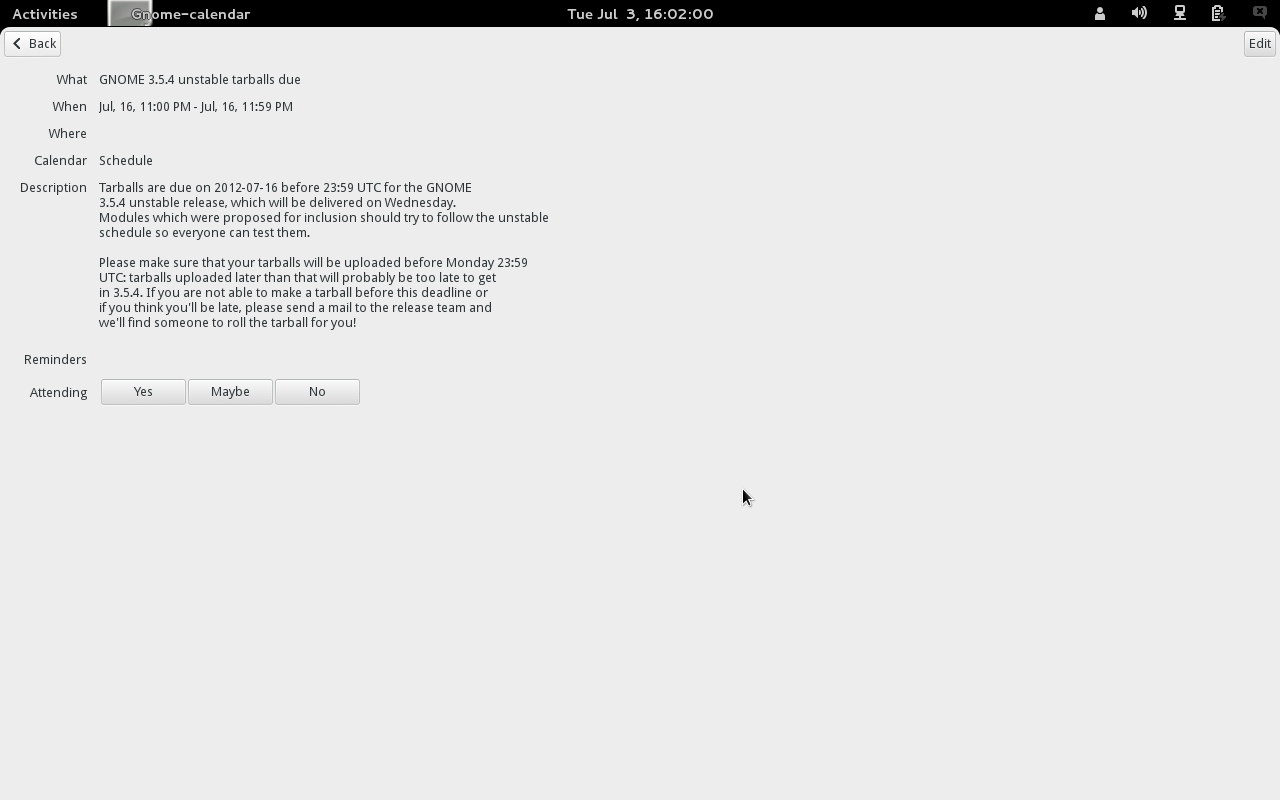 Activities Gnome-calendar Tue Jul 3, 16:02:00
Back Edit
What GNOME 3.5.4 unstable tarballs due
When Jul, 16, 11:00 PM - Jul, 16, 11:59 PM
Where
Calendar Schedule
Description Tarballs are due on 2012-07-16 before 23:59 UTC for the GNOME
3.5.4 unstable release, which will be delivered on Wednesday.
Modules which were proposed for inclusion should try to follow the unstable
schedule so everyone can test them.
Please make sure that your tarballs will be uploaded before Monday 23:59
UTC: tarballs uploaded later than that will probably be too late to get
in 3.5.4. If you are not able to make a tarball before this deadline or
if you think you'll be late, please send a mail to the release team and
we'll find someone to roll the tarball for you!
Reminders
Attending Yes Maybe No